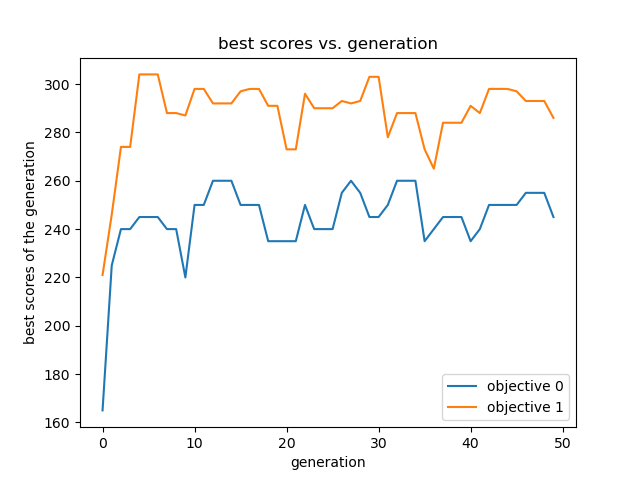 best scores vs. generation
best scores of the generation
300
280
260
240
220
200
180
160
0 10 20 30 40 50
generation
objective 0
objective 1